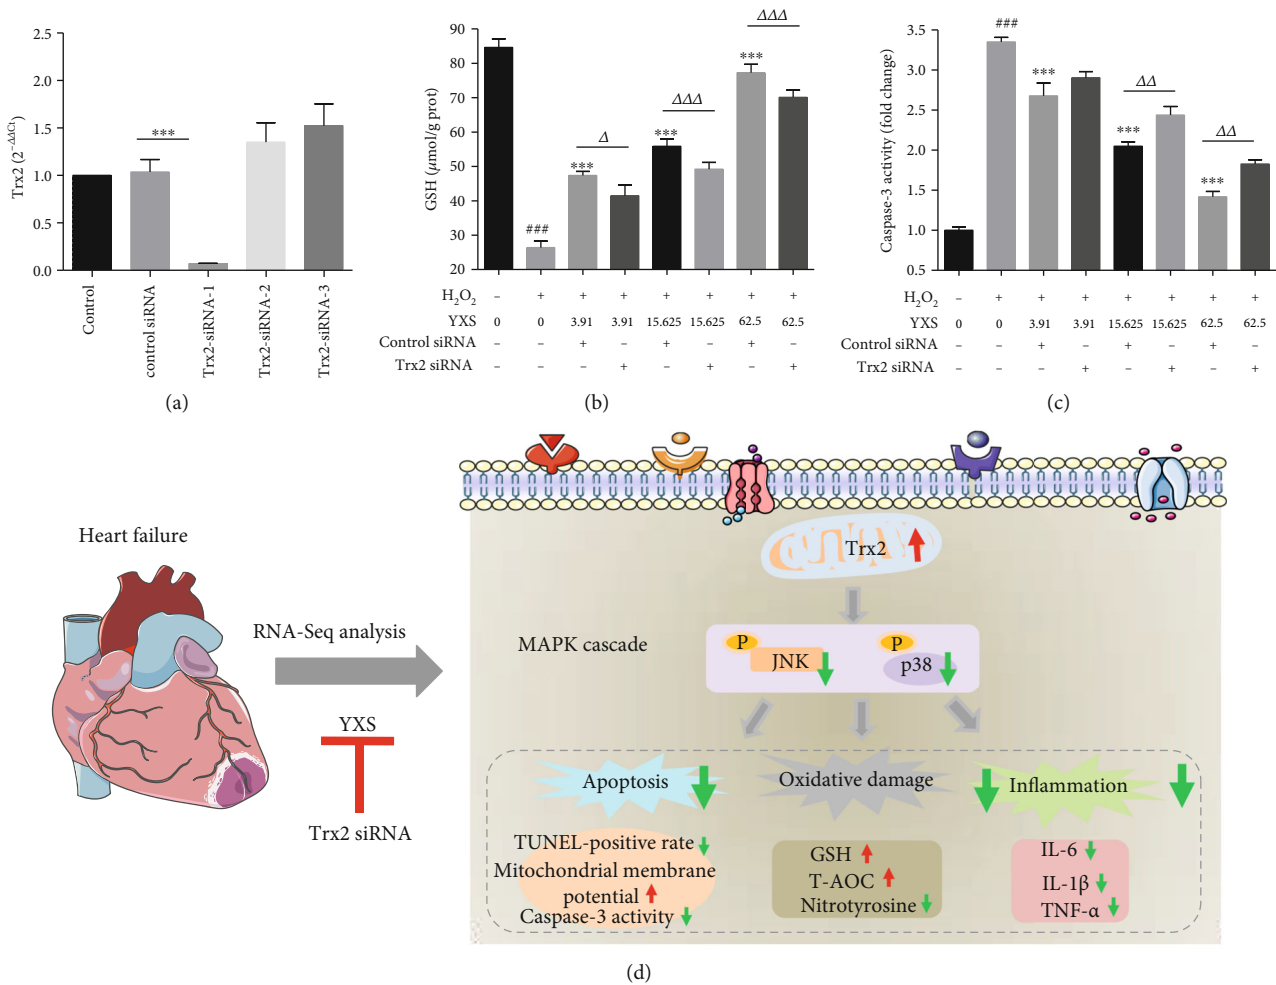 Trx2 (2^−ΔΔCt)
2.5
2.0
1.5
1.0
0.5
0.0
***
Control
control siRNA
Trx2-siRNA-1
Trx2-siRNA-2
Trx2-siRNA-3
(a)
GSH (μmol/g prot)
90
80
70
60
50
40
30
20
###
***
Δ
***
ΔΔΔ
***
ΔΔΔ
H₂O₂ – + + + + + + +
YXS 0 0 3.91 3.91 15.625 15.625 62.5 62.5
Control siRNA – – + – + – + –
Trx2 siRNA – – – + – + – +
(b)
Caspase-3 activity (fold change)
3.5
3.0
2.5
2.0
1.5
1.0
0.5
###
***
***
ΔΔ
***
ΔΔ
H₂O₂ – + + + + + + +
YXS 0 0 3.91 3.91 15.625 15.625 62.5 62.5
Control siRNA – – + – + – + –
Trx2 siRNA – – – + – + – +
(c)
Heart failure
RNA-Seq analysis
YXS
Trx2 siRNA
Trx2
MAPK cascade
P
JNK
P
p38
Apoptosis
Oxidative damage
Inflammation
TUNEL-positive rate
Mitochondrial membrane
potential
Caspase-3 activity
GSH
T-AOC
Nitrotyrosine
IL-6
IL-1β
TNF-α
(d)